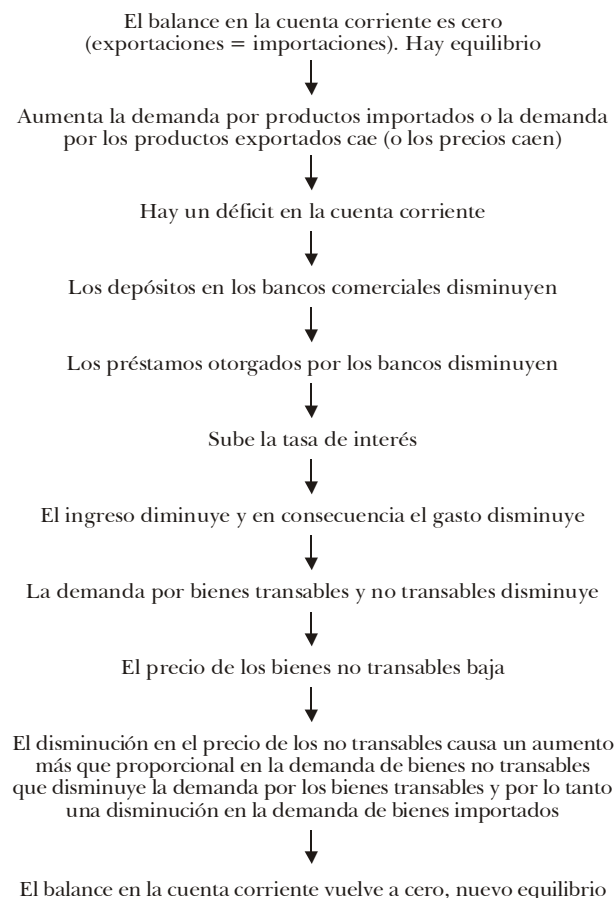 El balance en la cuenta corriente es cero
(exportaciones = importaciones). Hay equilibrio
Aumenta la demanda por productos importados o la demanda
por los productos exportados cae (o los precios caen)
Hay un déficit en la cuenta corriente
Los depósitos en los bancos comerciales disminuyen
Los préstamos otorgados por los bancos disminuyen
Sube la tasa de interés
El ingreso diminuye y en consecuencia el gasto disminuye
La demanda por bienes transables y no transables disminuye
El precio de los bienes no transables baja
El disminución en el precio de los no transables causa un aumento
más que proporcional en la demanda de bienes no transables
que disminuye la demanda por los bienes transables y por lo tanto
una disminución en la demanda de bienes importados
El balance en la cuenta corriente vuelve a cero, nuevo equilibrio